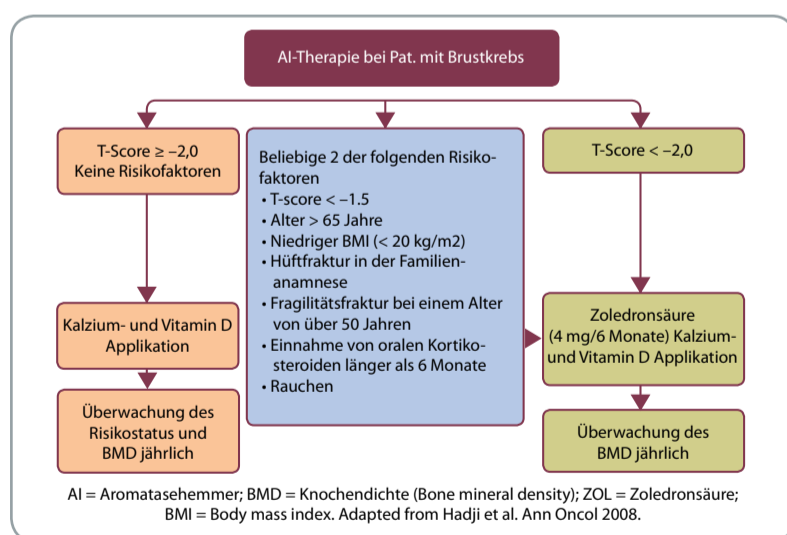 AI-Therapie bei Pat. mit Brustkrebs
T-Score ≥ –2,0
Keine Risikofaktoren
Kalzium- und Vitamin D
Applikation
Überwachung des
Risikostatus und
BMD jährlich
Beliebige 2 der folgenden Risiko-
faktoren
• T-score < –1.5
• Alter > 65 Jahre
• Niedriger BMI (< 20 kg/m2)
• Hüftfraktur in der Familien-
anamnese
• Fragilitätsfraktur bei einem Alter
von über 50 Jahren
• Einnahme von oralen Kortiko-
steroiden länger als 6 Monate
• Rauchen
T-Score < –2,0
Zoledronsäure
(4 mg/6 Monate) Kalzium-
und Vitamin D Applikation
Überwachung des
BMD jährlich
AI = Aromatasehemmer; BMD = Knochendichte (Bone mineral density); ZOL = Zoledronsäure;
BMI = Body mass index. Adapted from Hadji et al. Ann Oncol 2008.